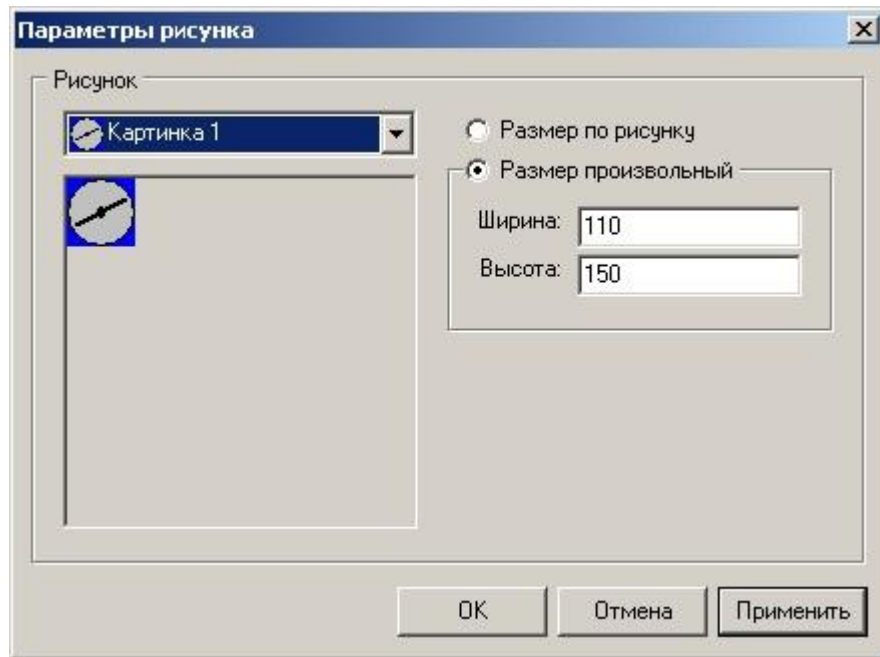 Параметры рисунка
Рисунок
Картинка 1
Размер по рисунку
Размер произвольный
Ширина: 110
Высота: 150
OK Отмена Применить